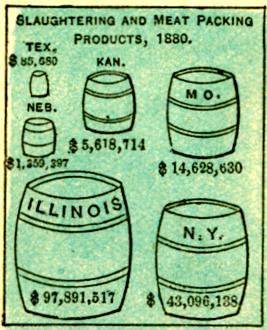 SLAUGHTERING AND MEAT PACKING
PRODUCTS, 1880.
TEX.
$85,680
KAN.
$5,618,714
MO.
$14,628,630
NEB.
$1,359,397
ILLINOIS
$97,891,517
N.Y.
$43,096,138